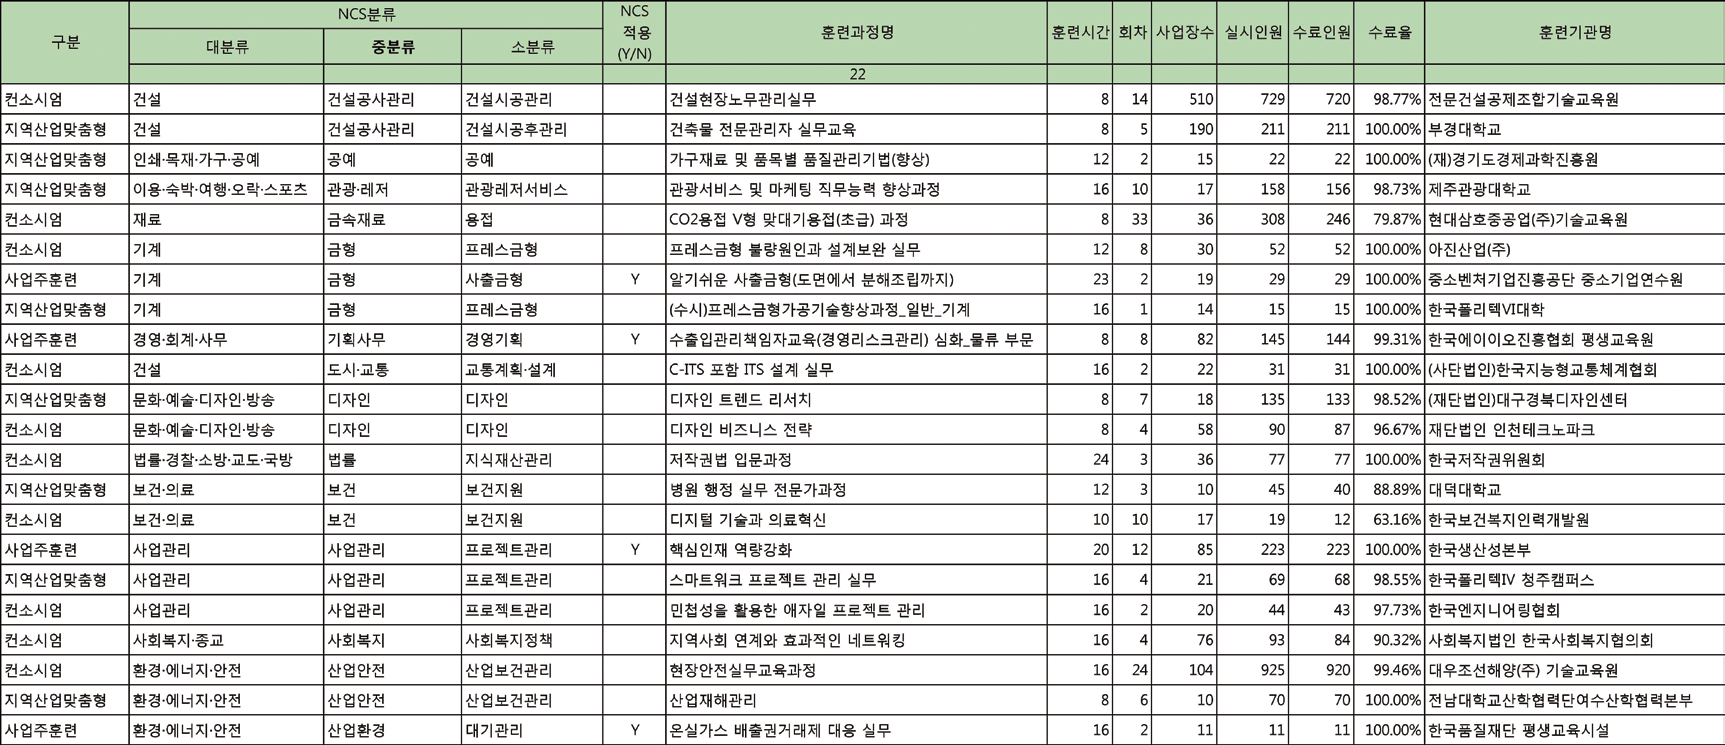 구분 NCS분류 NCS 적용 (Y/N) 훈련과정명 훈련시간 회차 사업장수 실시인원 수료인원 수료율 훈련기관명
대분류 중분류 소분류
22
컨소시엄 건설 건설공사관리 건설시공관리 건설현장노무관리실무 8 14 510 729 720 98.77% 전문건설공제조합기술교육원
지역산업맞춤형 건설 건설공사관리 건설시공후관리 건축물 전문관리자 실무교육 8 5 190 211 211 100.00% 부경대학교
지역산업맞춤형 인쇄·목재·가구·공예 공예 공예 가구재료 및 품목별 품질관리기법(향상) 12 2 15 22 22 100.00% (재)경기도경제과학진흥원
지역산업맞춤형 이용·숙박·여행·오락·스포츠 관광·레저 관광레저서비스 관광서비스 및 마케팅 직무능력 향상과정 16 10 17 158 156 98.73% 제주관광대학교
컨소시엄 재료 금속재료 용접 CO2용접 V형 맞대기용접(초급) 과정 8 33 36 308 246 79.87% 현대삼호중공업(주)기술교육원
컨소시엄 기계 금형 프레스금형 프레스금형 불량원인과 설계보완 실무 12 8 30 52 52 100.00% 아진산업(주)
사업주훈련 기계 금형 사출금형 Y 알기쉬운 사출금형(도면에서 분해조립까지) 23 2 19 29 29 100.00% 중소벤처기업진흥공단 중소기업연수원
지역산업맞춤형 기계 금형 프레스금형 (수시)프레스금형가공기술향상과정_일반_기계 16 1 14 15 15 100.00% 한국폴리텍VI대학
사업주훈련 경영·회계·사무 기획사무 경영기획 Y 수출입관리책임자교육(경영리스크관리) 심화_물류 부문 8 8 82 145 144 99.31% 한국에이이오진흥협회 평생교육원
컨소시엄 건설 도시·교통 교통계획·설계 C-ITS 포함 ITS 설계 실무 16 2 22 31 31 100.00% (사단법인)한국지능형교통체계협회
지역산업맞춤형 문화·예술·디자인·방송 디자인 디자인 디자인 트렌드 리서치 8 7 18 135 133 98.52% (재단법인)대구경북디자인센터
컨소시엄 문화·예술·디자인·방송 디자인 디자인 디자인 비즈니스 전략 8 4 58 90 87 96.67% 재단법인 인천테크노파크
컨소시엄 법률·경찰·소방·교도·국방 법률 지식재산관리 저작권법 입문과정 24 3 36 77 77 100.00% 한국저작권위원회
지역산업맞춤형 보건·의료 보건 보건지원 병원 행정 실무 전문가과정 12 3 10 45 40 88.89% 대덕대학교
컨소시엄 보건·의료 보건 보건지원 디지털 기술과 의료혁신 10 10 17 19 12 63.16% 한국보건복지인력개발원
사업주훈련 사업관리 사업관리 프로젝트관리 Y 핵심인재 역량강화 20 12 85 223 223 100.00% 한국생산성본부
지역산업맞춤형 사업관리 사업관리 프로젝트관리 스마트워크 프로젝트 관리 실무 16 4 21 69 68 98.55% 한국폴리텍IV 청주캠퍼스
컨소시엄 사업관리 사업관리 프로젝트관리 민첩성을 활용한 애자일 프로젝트 관리 16 2 20 44 43 97.73% 한국엔지니어링협회
컨소시엄 사회복지·종교 사회복지 사회복지정책 지역사회 연계와 효과적인 네트워킹 16 4 76 93 84 90.32% 사회복지법인 한국사회복지협의회
컨소시엄 환경·에너지·안전 산업안전 산업보건관리 현장안전실무교육과정 16 24 104 925 920 99.46% 대우조선해양(주) 기술교육원
지역산업맞춤형 환경·에너지·안전 산업안전 산업보건관리 산업재해관리 8 6 10 70 70 100.00% 전남대학교산학협력단여수산학협력본부
사업주훈련 환경·에너지·안전 산업환경 대기관리 Y 온실가스 배출권거래제 대응 실무 16 2 11 11 11 100.00% 한국품질재단 평생교육시설